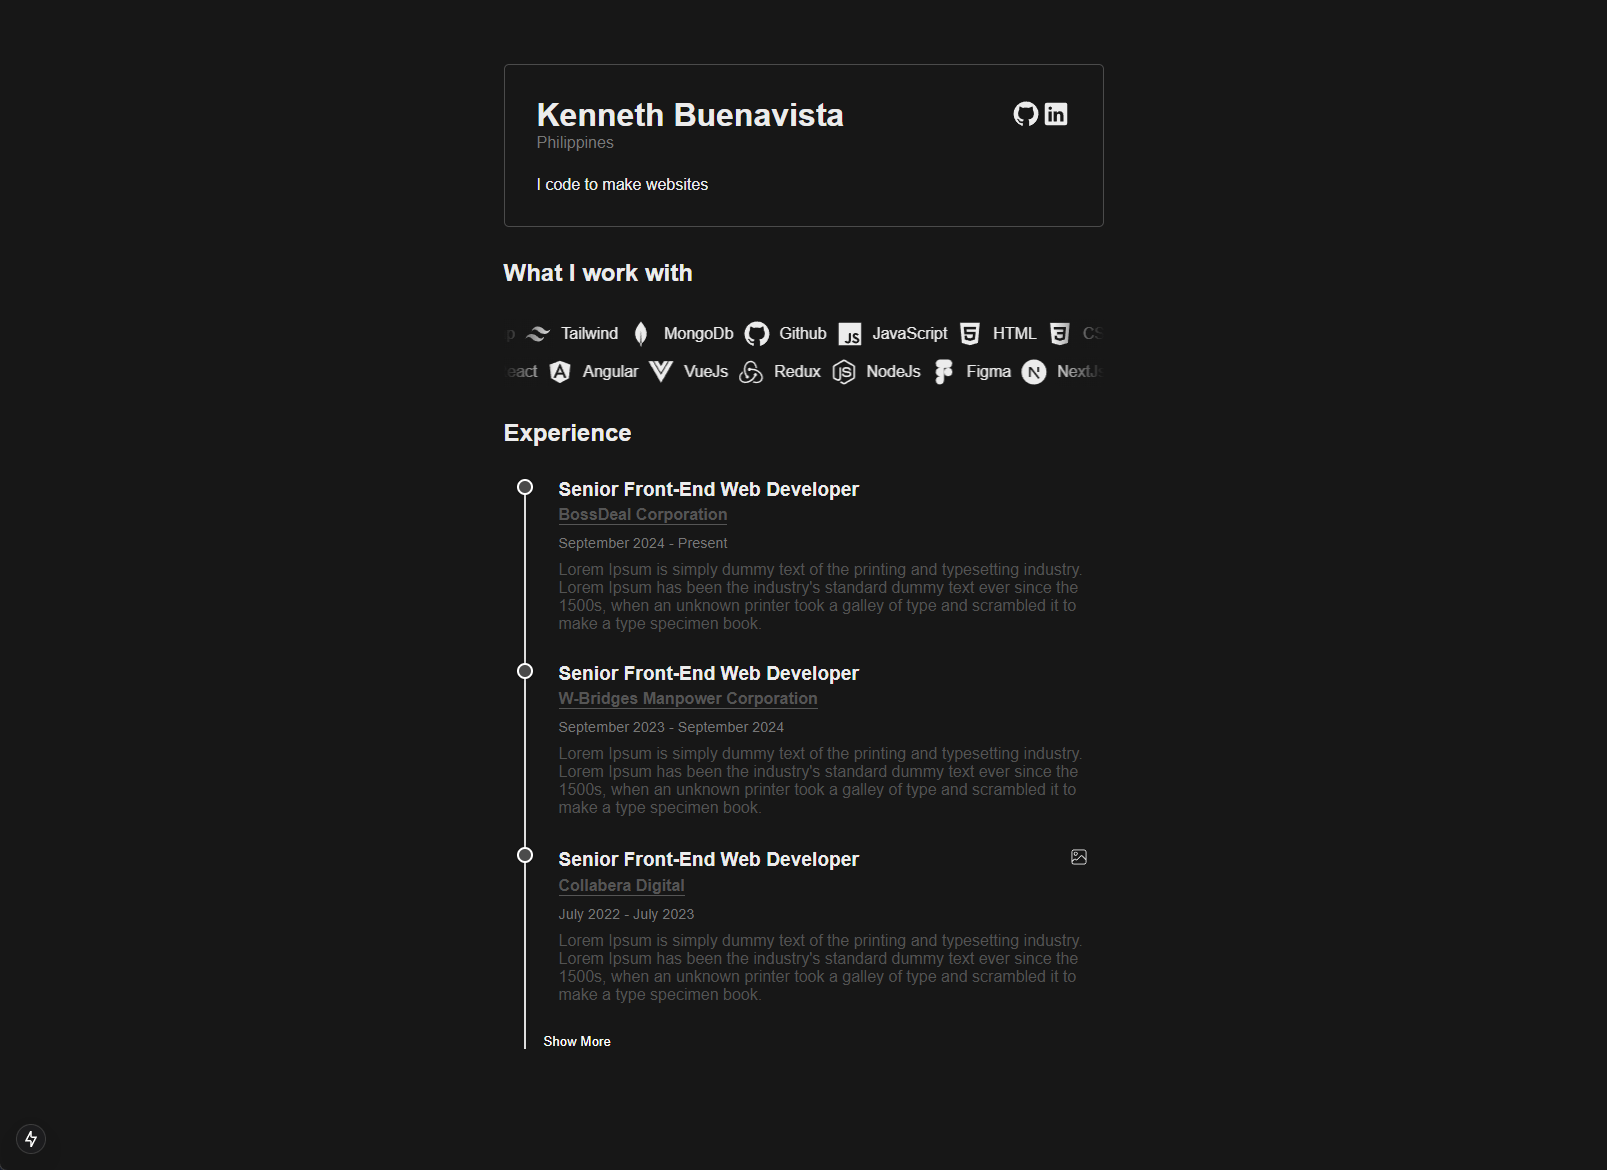 Kenneth Buenavista
Philippines
I code to make websites
What I work with
Tailwind MongoDb Github JS JavaScript HTML CS
eact Angular VueJs Redux NodeJs Figma NextJs
Experience
Senior Front-End Web Developer
BossDeal Corporation
September 2024 - Present
Lorem Ipsum is simply dummy text of the printing and typesetting industry.
Lorem Ipsum has been the industry's standard dummy text ever since the
1500s, when an unknown printer took a galley of type and scrambled it to
make a type specimen book.
Senior Front-End Web Developer
W-Bridges Manpower Corporation
September 2023 - September 2024
Lorem Ipsum is simply dummy text of the printing and typesetting industry.
Lorem Ipsum has been the industry's standard dummy text ever since the
1500s, when an unknown printer took a galley of type and scrambled it to
make a type specimen book.
Senior Front-End Web Developer
Collabera Digital
July 2022 - July 2023
Lorem Ipsum is simply dummy text of the printing and typesetting industry.
Lorem Ipsum has been the industry's standard dummy text ever since the
1500s, when an unknown printer took a galley of type and scrambled it to
make a type specimen book.
Show More